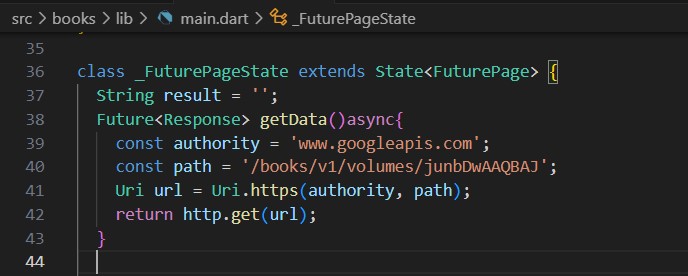 src > books > lib > main.dart > _FuturePageState
35
36 class _FuturePageState extends State<FuturePage> {
37 String result = '';
38 Future<Response> getData()async{
39 const authority = 'www.googleapis.com';
40 const path = '/books/v1/volumes/junbDwAAQBAJ';
41 Uri url = Uri.https(authority, path);
42 return http.get(url);
43 }
44